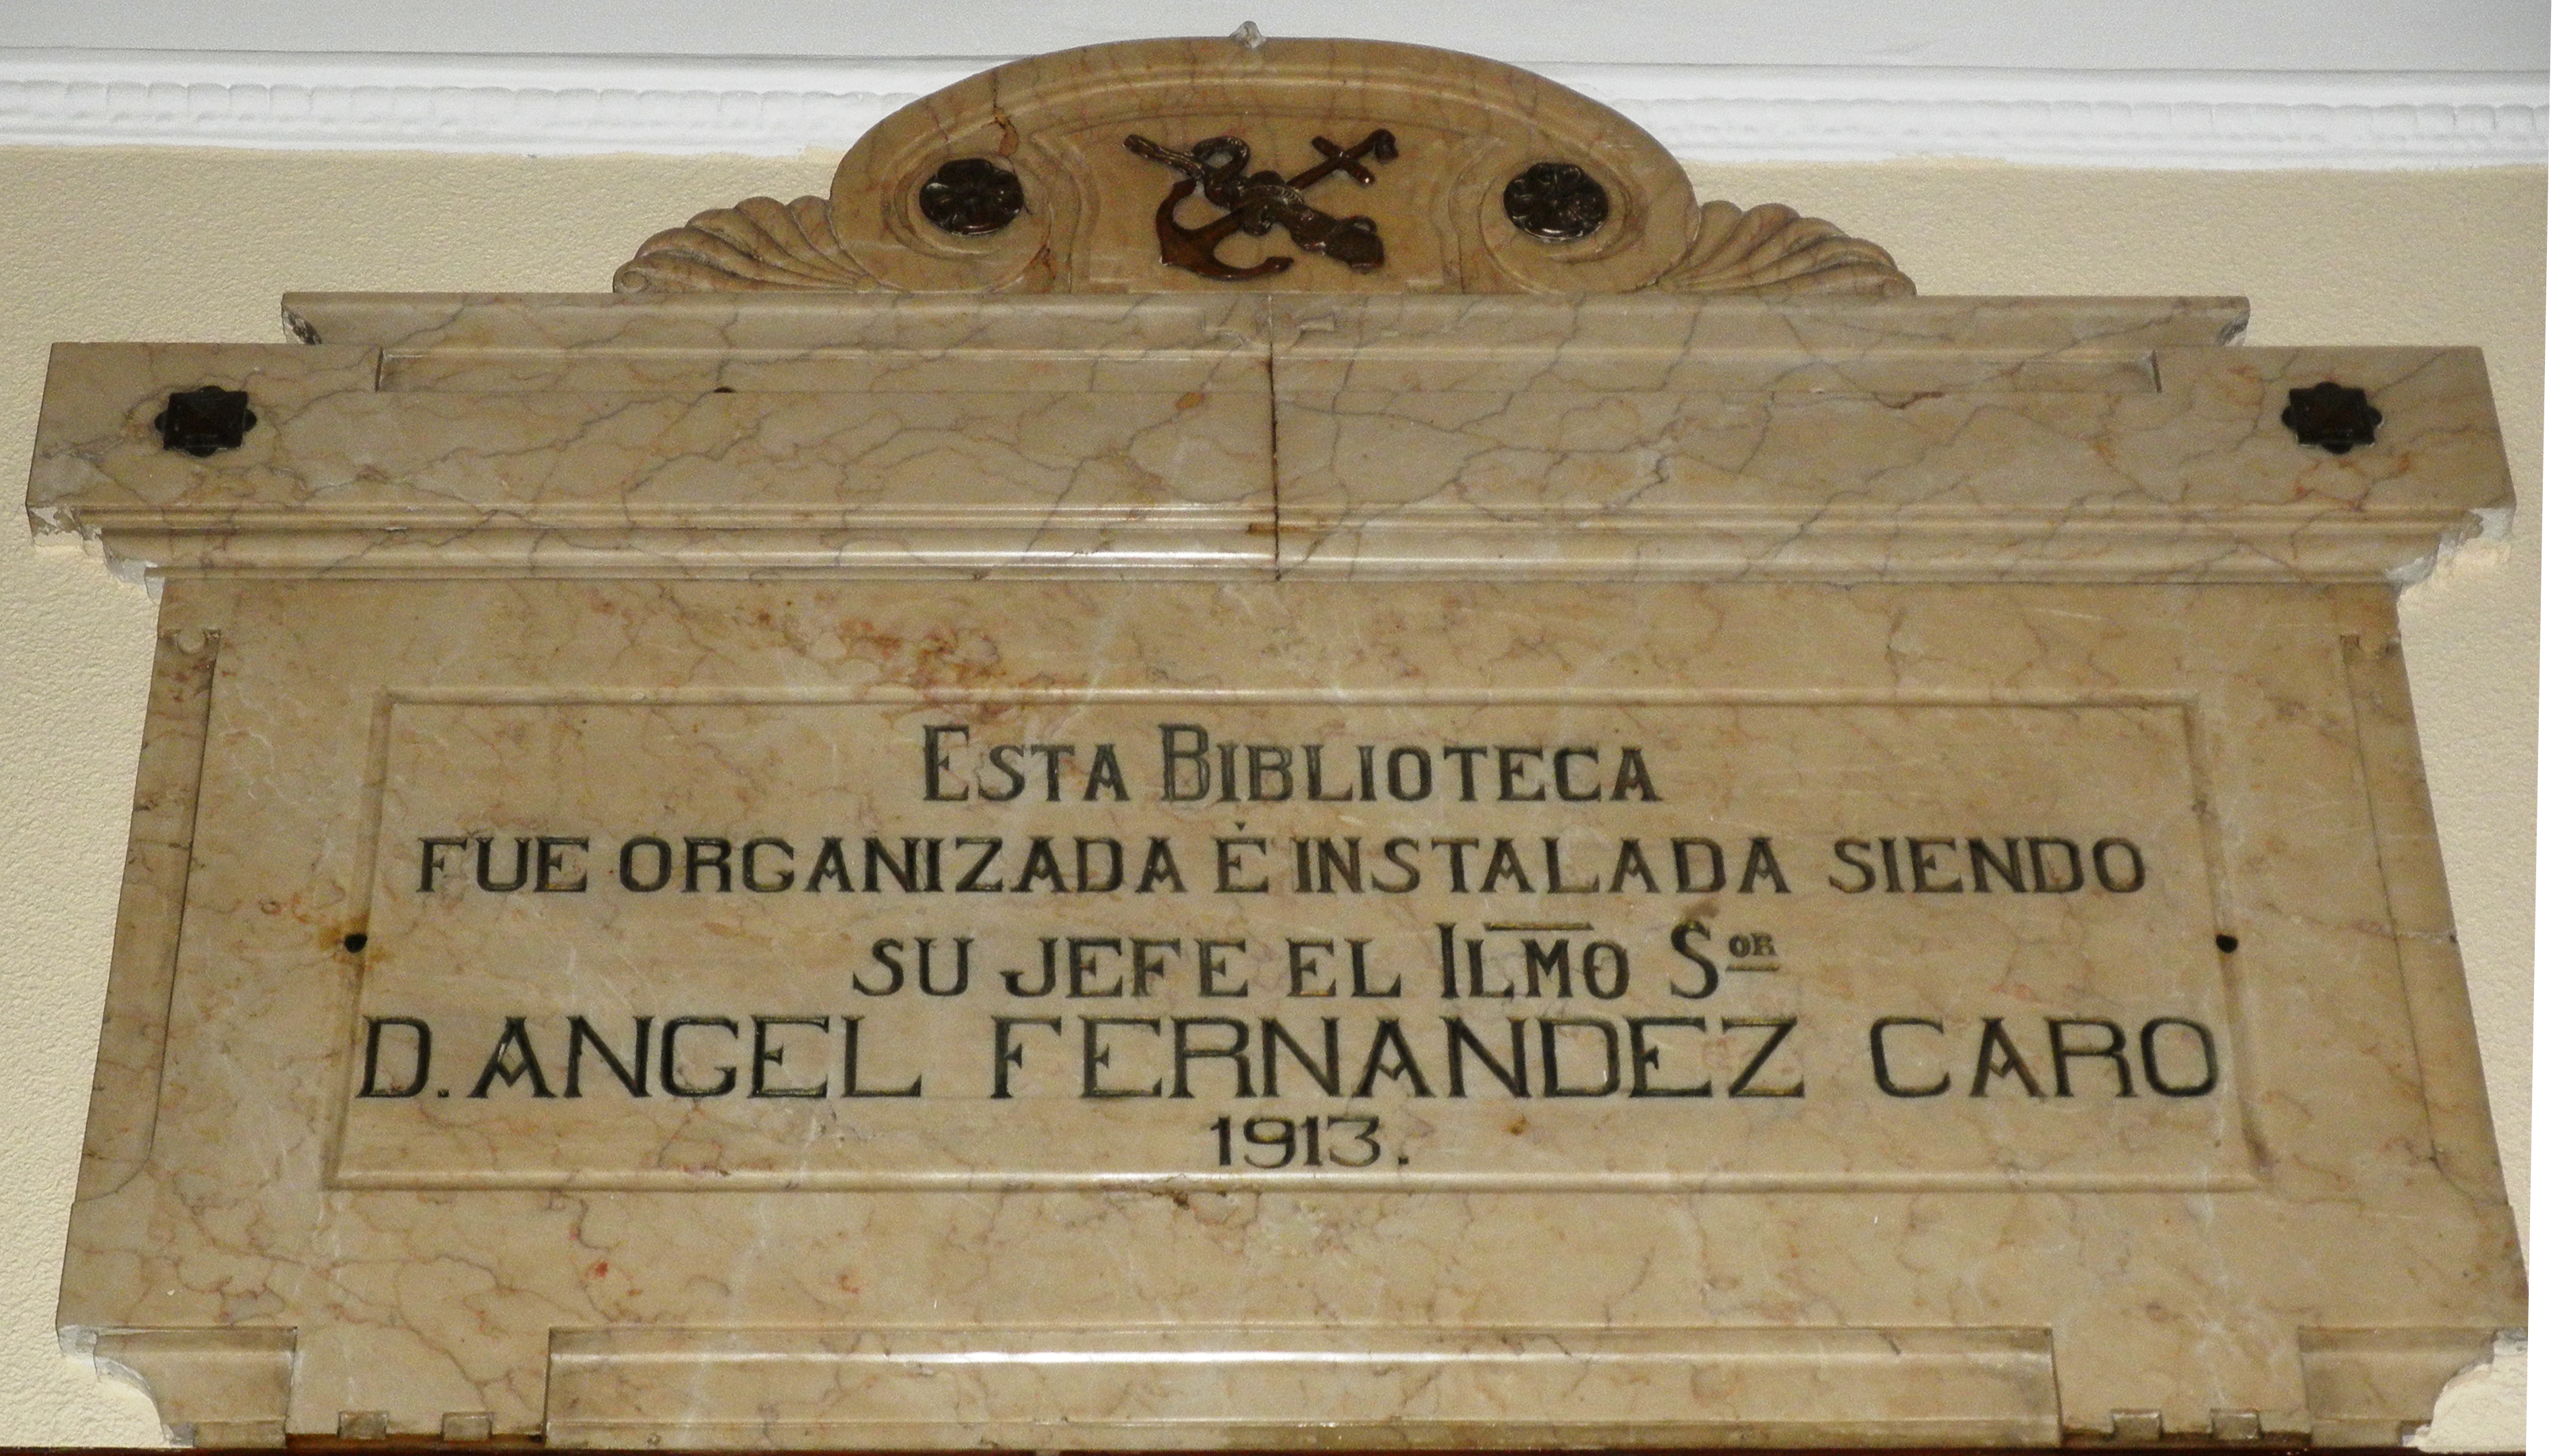 ESTA BIBLIOTECA
FUE ORGANIZADA É INSTALADA SIENDO
SU JEFE EL ILMO SOR
D. ANGEL FERNANDEZ CARO
1913.